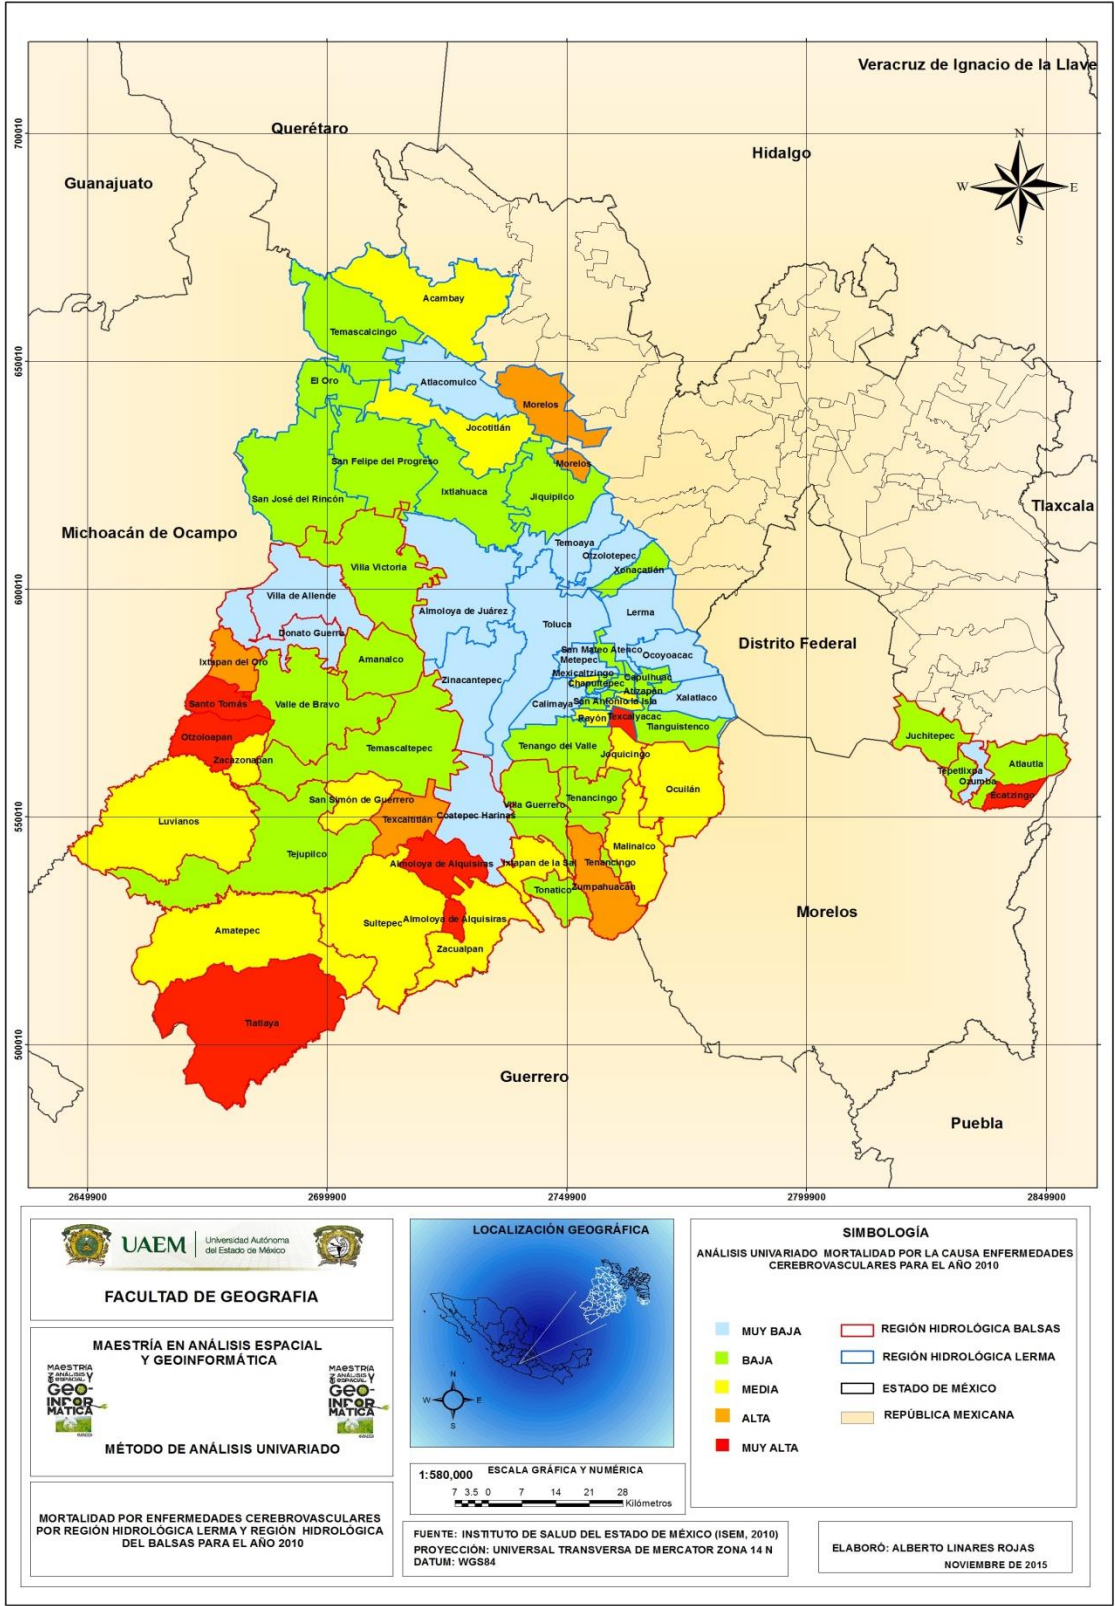 Veracruz de Ignacio de la Llave
Querétaro
Hidalgo
Guanajuato
N
W
E
S
700010
Acambay
Temascalcingo
650010
El Oro
Atlacomulco
Morelos
Jocotitlán
San Felipe del Progreso
Morelos
San José del Rincón
Ixtlahuaca
Jiquipilco
Tlaxcala
Michoacán de Ocampo
Temoaya
Otzolotepec
Villa Victoria
Xonacatlán
600010
Villa de Allende
Almoloya de Juárez
Lerma
Toluca
Donato Guerra
Distrito Federal
San Mateo Atenco
Ixtapan del Oro
Amanalco
Metepec
Ocoyoacac
Zinacantepec
Mexicaltzingo
Capulhuac
Chapultepec
Atizapán
Santo Tomás
Valle de Bravo
Calimaya
San Antonio la Isla
Xalatlaco
Rayón
Texcalyacac
Tianguistenco
Otzoloapan
Juchitepec
Temascaltepec
Tenango del Valle
Joquicingo
Zacazonapan
Atlautla
Tepetlixpa
Ozumba
Ocuilán
Ecatzingo
San Simón de Guerrero
Villa Guerrero
Tenancingo
550010
Luvianos
Texcaltitlán
Coatepec Harinas
Malinalco
Tejupilco
Almoloya de Alquisiras
Ixtapan de la Sal
Tenancingo
Tonatico
Zumpahuacán
Morelos
Sultepec
Almoloya de Alquisiras
Amatepec
Zacualpan
Tlatlaya
500010
Guerrero
Puebla
2649900
2699900
2749900
2799900
2849900
UAEM
Universidad Autónoma
del Estado de México
FACULTAD DE GEOGRAFIA
MAESTRÍA EN ANÁLISIS ESPACIAL
Y GEOINFORMÁTICA
MAESTRÍA
ANÁLISIS
ESPACIAL Y
GEO-
INFOR
MÁTICA
MAESTRÍA
ANÁLISIS
ESPACIAL Y
GEO-
INFOR
MÁTICA
MÉTODO DE ANÁLISIS UNIVARIADO
MORTALIDAD POR ENFERMEDADES CEREBROVASCULARES
POR REGIÓN HIDROLÓGICA LERMA Y REGIÓN HIDROLÓGICA
DEL BALSAS PARA EL AÑO 2010
LOCALIZACIÓN GEOGRÁFICA
N
W
E
S
1:580,000
ESCALA GRÁFICA Y NUMÉRICA
7 3.5 0 7 14 21 28
Kilómetros
FUENTE: INSTITUTO DE SALUD DEL ESTADO DE MÉXICO (ISEM, 2010)
PROYECCIÓN: UNIVERSAL TRANSVERSA DE MERCATOR ZONA 14 N
DATUM: WGS84
SIMBOLOGÍA
ANÁLISIS UNIVARIADO MORTALIDAD POR LA CAUSA ENFERMEDADES
CEREBROVASCULARES PARA EL AÑO 2010
MUY BAJA
BAJA
MEDIA
ALTA
MUY ALTA
REGIÓN HIDROLÓGICA BALSAS
REGIÓN HIDROLÓGICA LERMA
ESTADO DE MÉXICO
REPÚBLICA MEXICANA
ELABORÓ: ALBERTO LINARES ROJAS
NOVIEMBRE DE 2015